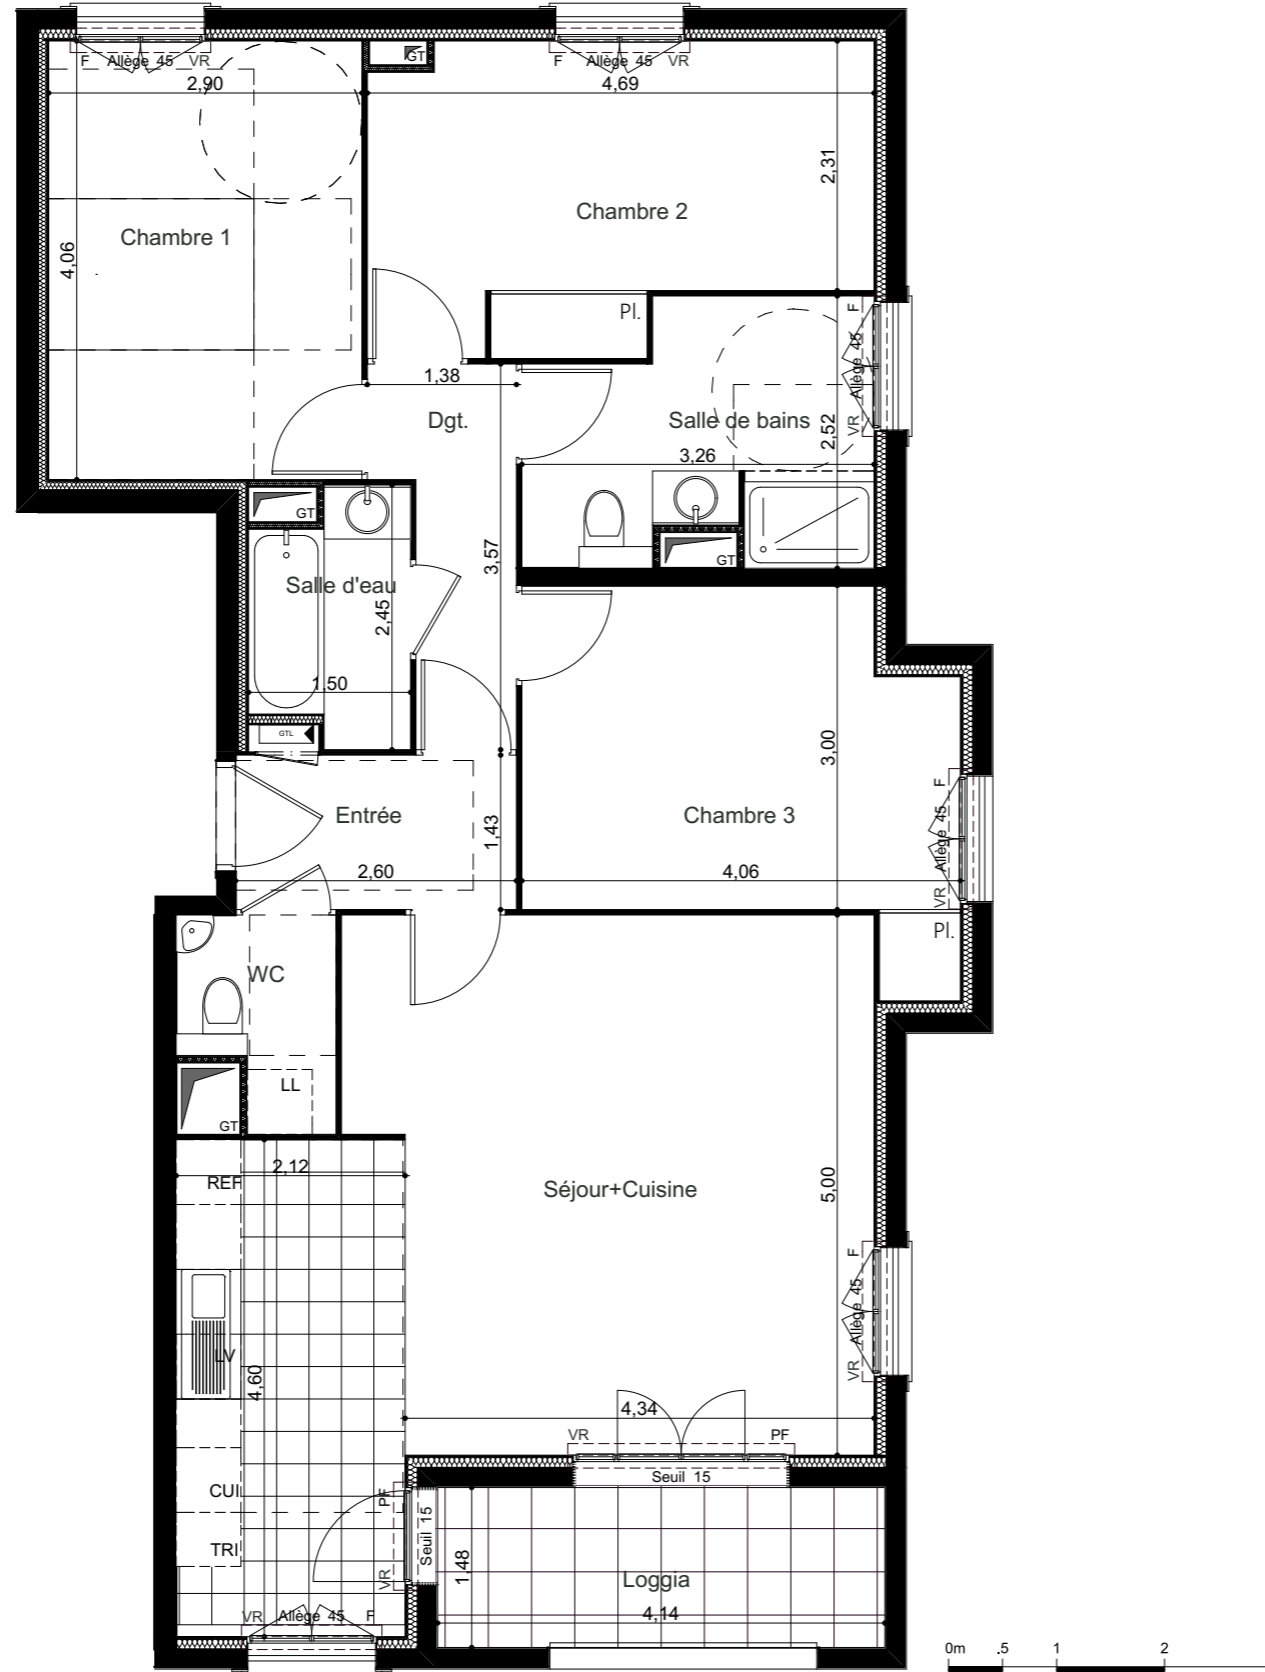 F Allège 45 VR
GT
F Allège 45 VR
2,90
4,69
2,31
Chambre 2
Chambre 1
4,06
Pl.
F
Allège 45
VR
1,38
Dgt.
Salle de bains
2,52
3,26
GT
3,57
GT
Salle d'eau
2,45
1,50
GTL
3,00
Entrée
1,43
Chambre 3
F
Allège 45
VR
2,60
4,06
Pl.
WC
LL
GT
2,12
REF
Séjour+Cuisine
5,00
F
Allège 45
VR
LV
4,60
4,34
VR
PF
Seuil 15
CUI
PF
Seuil 15
VR
TRI
1,48
Loggia
4,14
VR Allège 45 F
0m .5 1 2